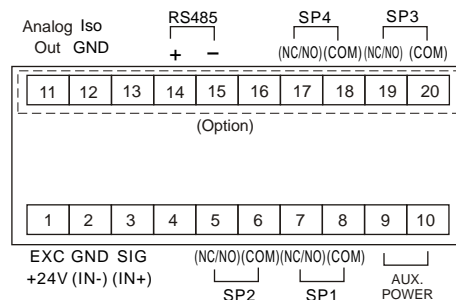 Analog Iso RS485 SP4 SP3
Out GND + − (NC/NO)(COM) (NC/NO) (COM)
11 12 13 14 15 16 17 18 19 20
(Option)
1 2 3 4 5 6 7 8 9 10
EXC GND SIG (NC/NO)(COM)(NC/NO)(COM)
+24V (IN-) (IN+) SP2 SP1 AUX.
POWER